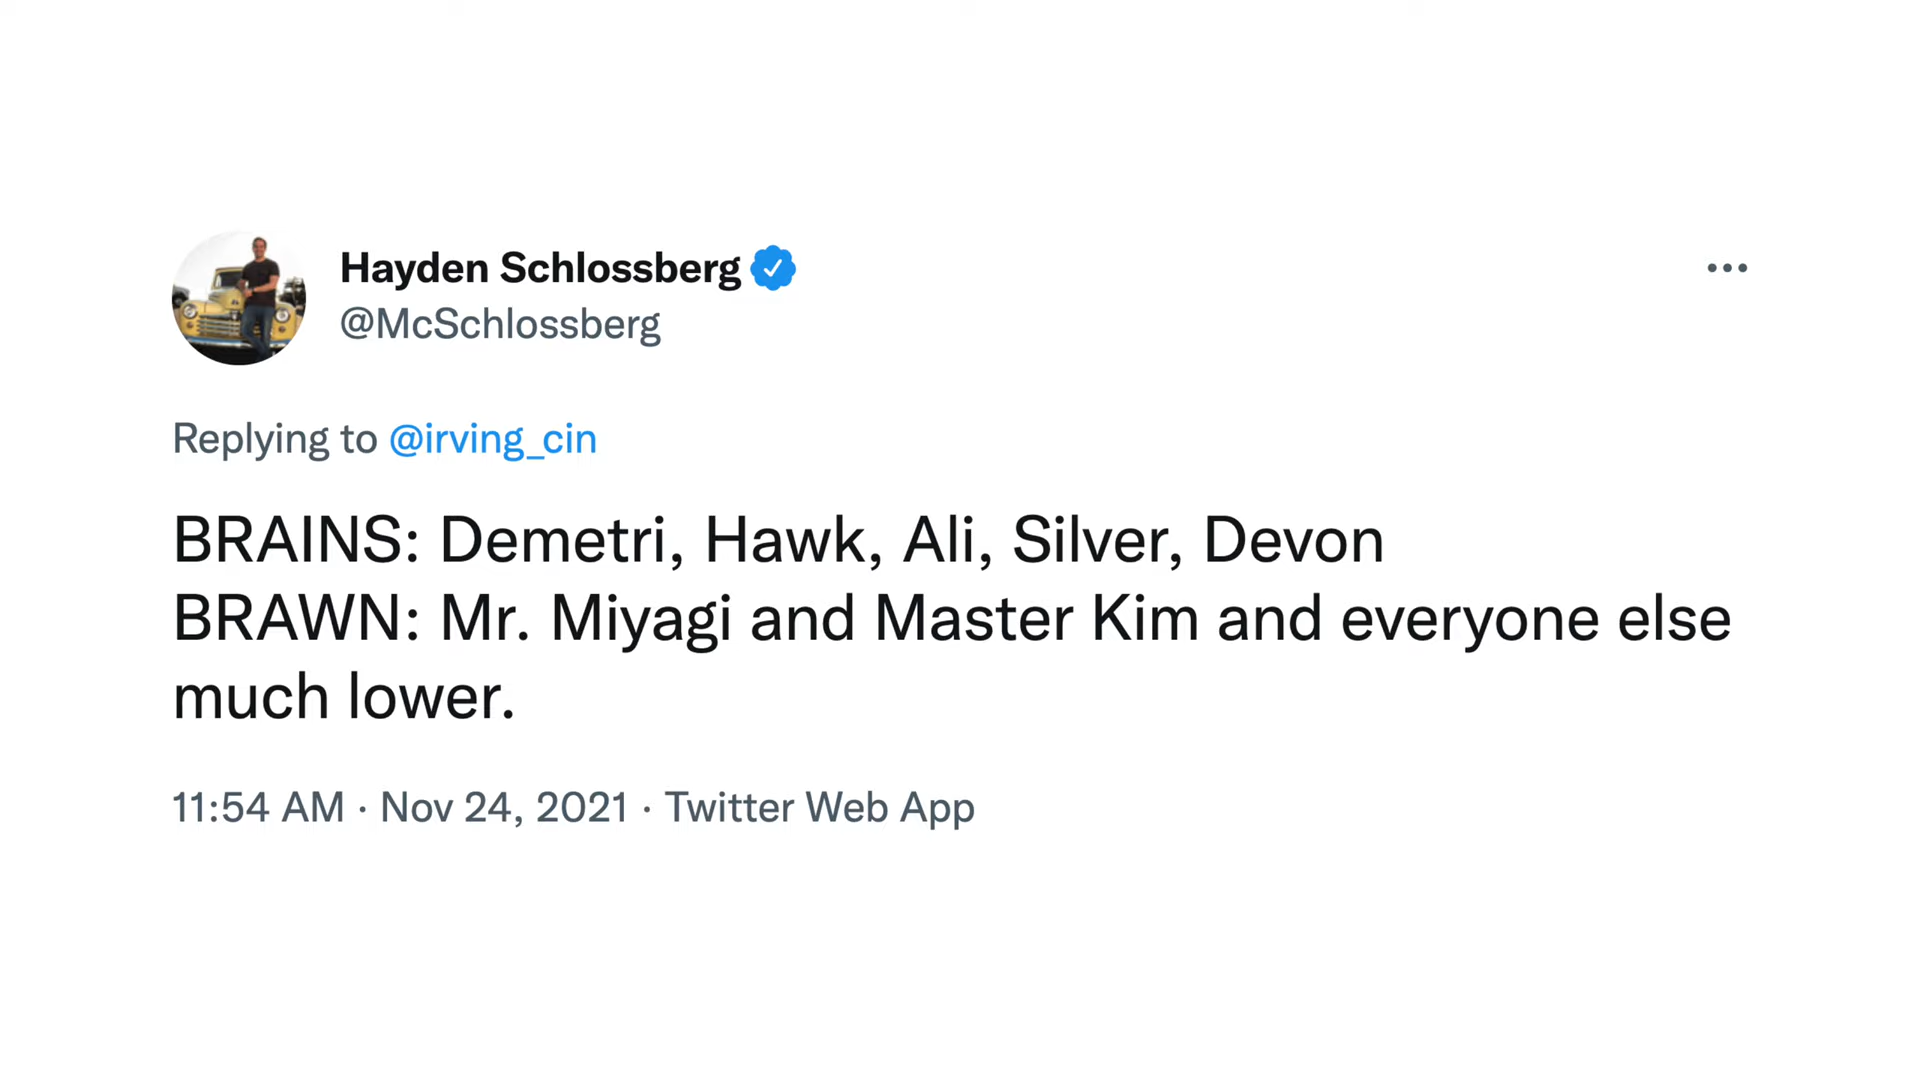 Hayden Schlossberg
@McSchlossberg
Replying to @irving_cin
BRAINS: Demetri, Hawk, Ali, Silver, Devon
BRAWN: Mr. Miyagi and Master Kim and everyone else
much lower.
11:54 AM · Nov 24, 2021 · Twitter Web App